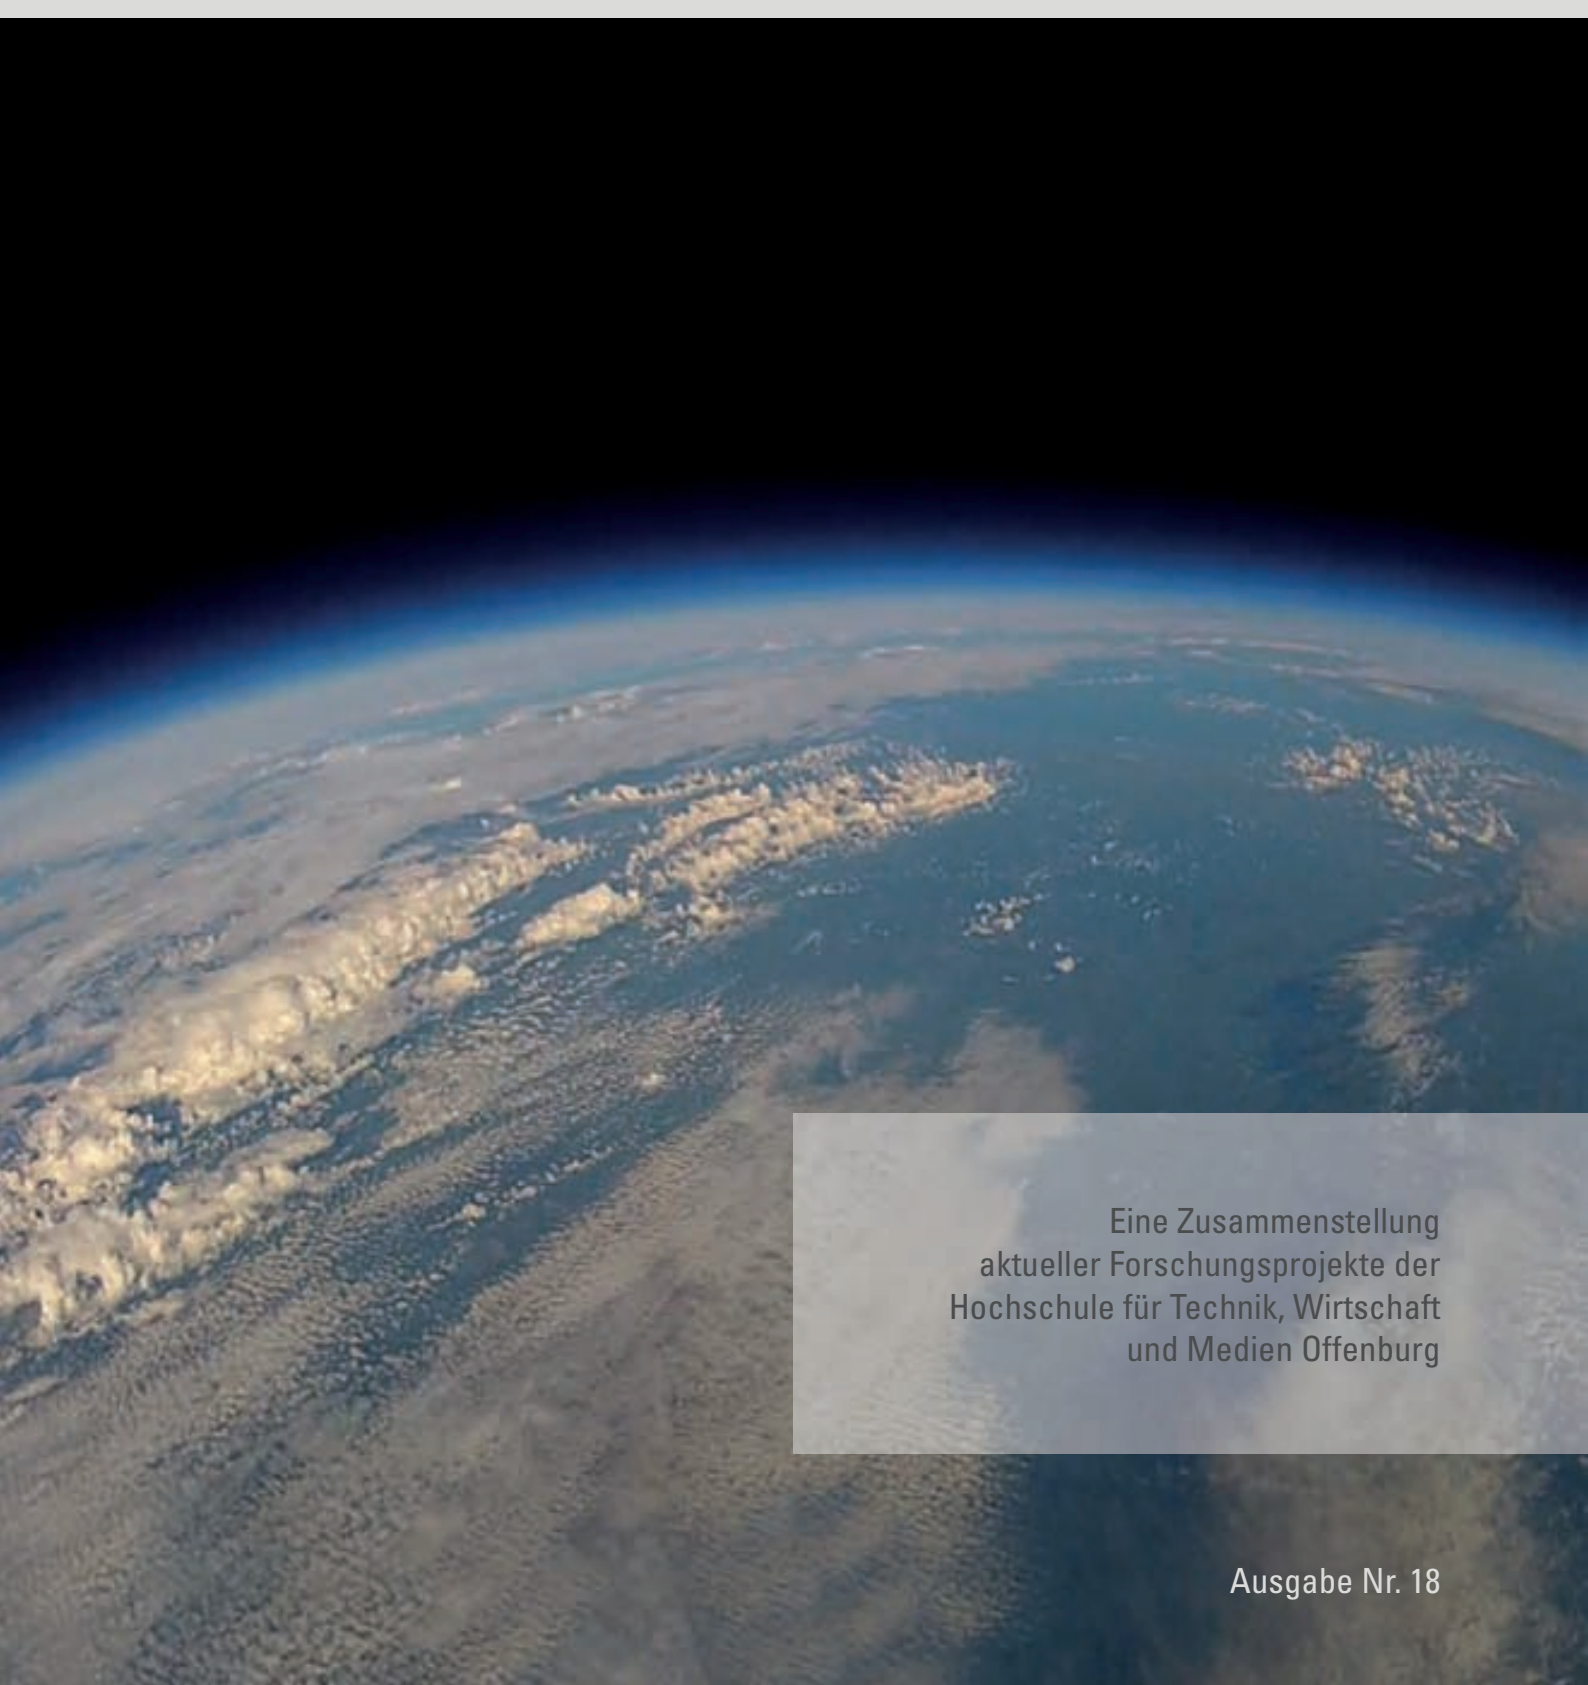 Eine Zusammenstellung
aktueller Forschungsprojekte der
Hochschule für Technik, Wirtschaft
und Medien Offenburg
Ausgabe Nr. 18